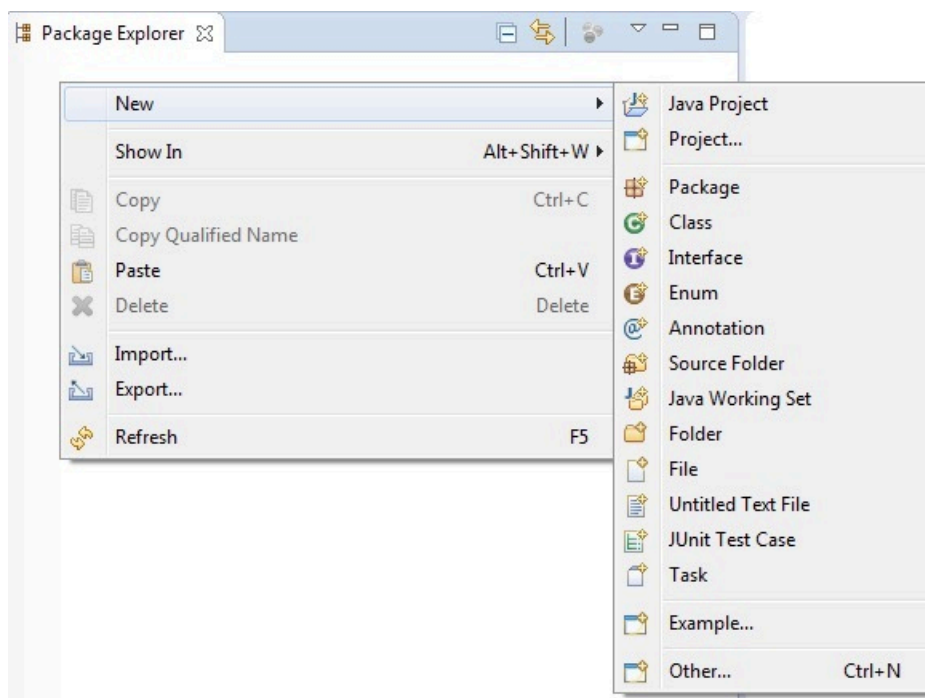 Package Explorer
New
Show In Alt+Shift+W
Copy Ctrl+C
Copy Qualified Name
Paste Ctrl+V
Delete Delete
Import...
Export...
Refresh F5
Java Project
Project...
Package
Class
Interface
Enum
Annotation
Source Folder
Java Working Set
Folder
File
Untitled Text File
JUnit Test Case
Task
Example...
Other... Ctrl+N